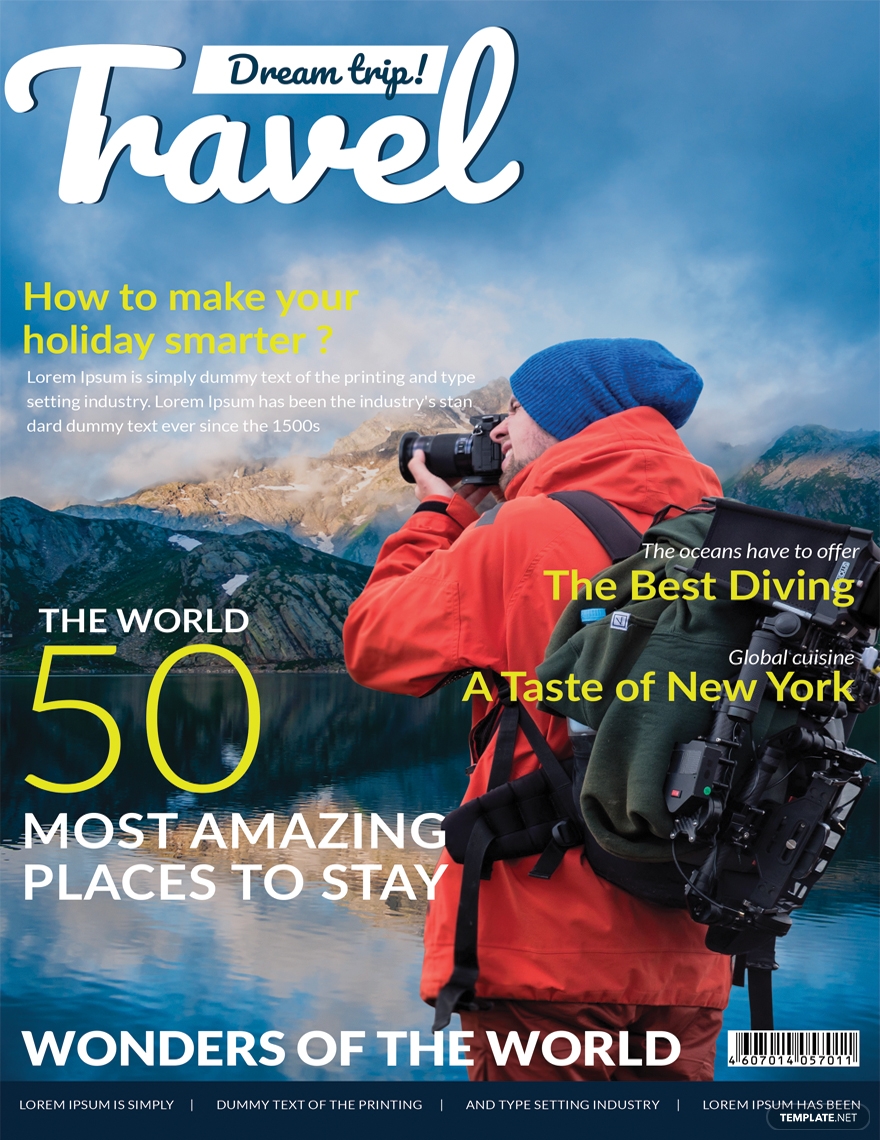 Dream trip!
Travel
How to make your
holiday smarter ?
Lorem Ipsum is simply dummy text of the printing and type
setting industry. Lorem Ipsum has been the industry's stan
dard dummy text ever since the 1500s
The oceans have to offer
The Best Diving
Global cuisine
A Taste of New York
THE WORLD
50
MOST AMAZING
PLACES TO STAY
WONDERS OF THE WORLD
4 607014 057011
LOREM IPSUM IS SIMPLY | DUMMY TEXT OF THE PRINTING | AND TYPE SETTING INDUSTRY | LOREM IPSUM HAS BEEN
TEMPLATE.NET